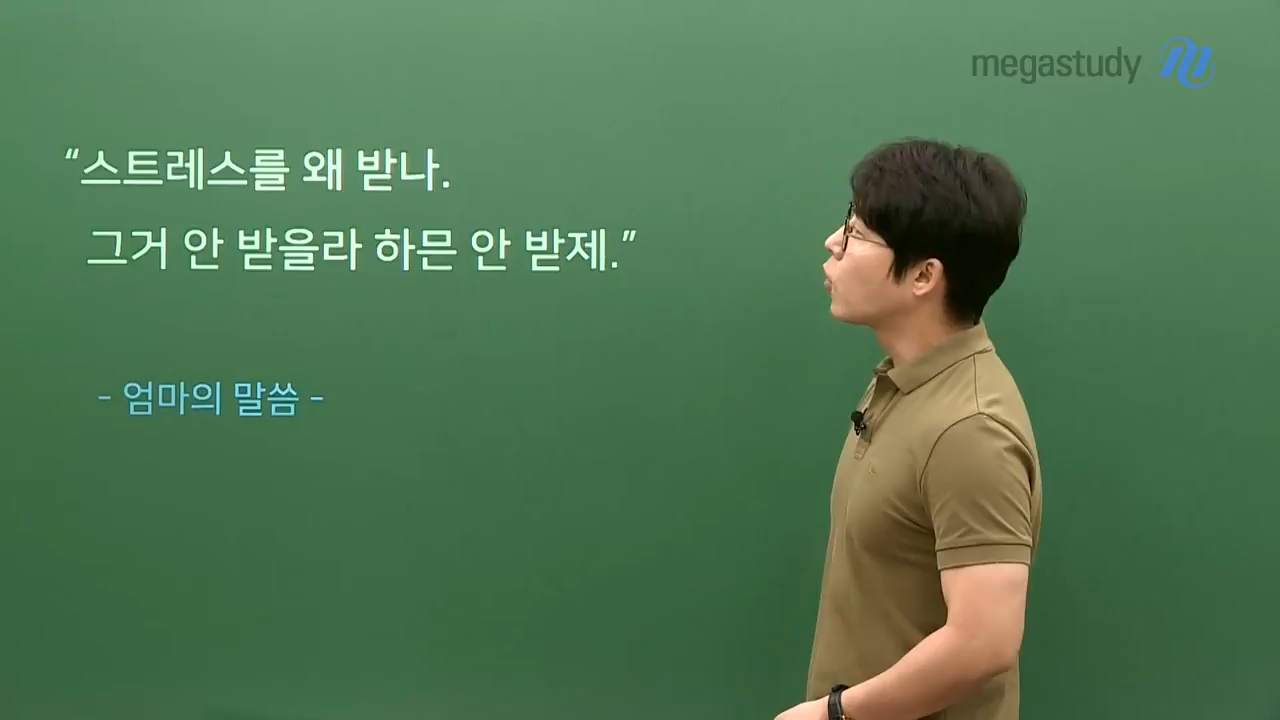 megastudy
“스트레스를 왜 받나.
그거 안 받을라 하믄 안 받제.”
- 엄마의 말씀 -